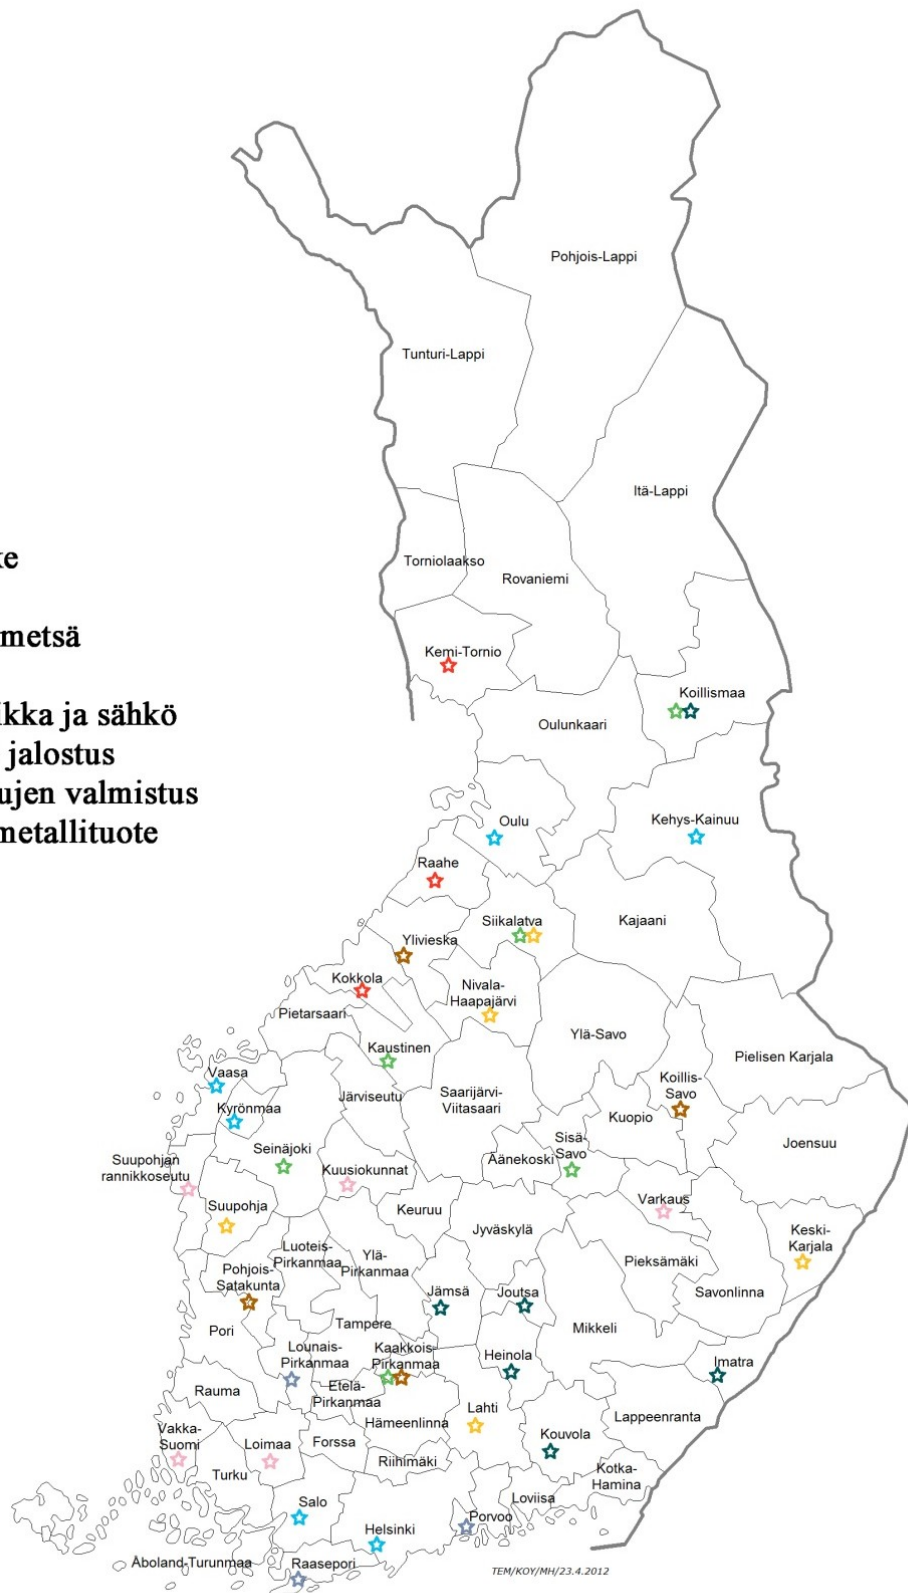 Pohjois-Lappi
Tunturi-Lappi
Itä-Lappi
Torniolaakso
Rovaniemi
metsä
Kemi-Tornio
Koillismaa
Oulunkaari
ja sähkö
jalostus
valmistus
metallituote
Oulu
Kehys-Kainuu
Raahe
Siikalatva
Kajaani
Ylivieska
Kokkola
Nivala-
Haapajärvi
Pietarsaari
Ylä-Savo
Kaustinen
Pielisen Karjala
Vaasa
Koillis-
Savo
Järviseutu
Saarijärvi-
Viitasaari
Kyrönmaa
Kuopio
Joensuu
Seinäjoki
Sisä-
Savo
Äänekoski
Suupohjan
rannikkoseutu
Kuusiokunnat
Varkaus
Suupohja
Keuruu
Jyväskylä
Keski-
Karjala
Luoteis-
Pirkanmaa
Ylä-
Pirkanmaa
Pieksämäki
Pohjois-
Satakunta
Jämsä
Joutsa
Savonlinna
Pori
Tampere
Mikkeli
Lounais-
Pirkanmaa
Kaakkois-
Pirkanmaa
Heinola
Imatra
Rauma
Etelä-
Pirkanmaa
Hämeenlinna
Lahti
Lappeenranta
Vakka-
Suomi
Loimaa
Forssa
Kouvola
Riihimäki
Turku
Kotka-
Hamina
Salo
Loviisa
Porvoo
Helsinki
Åboland-Turunmaa
Raasepori
TEM/KOY/MH/23.4.2012